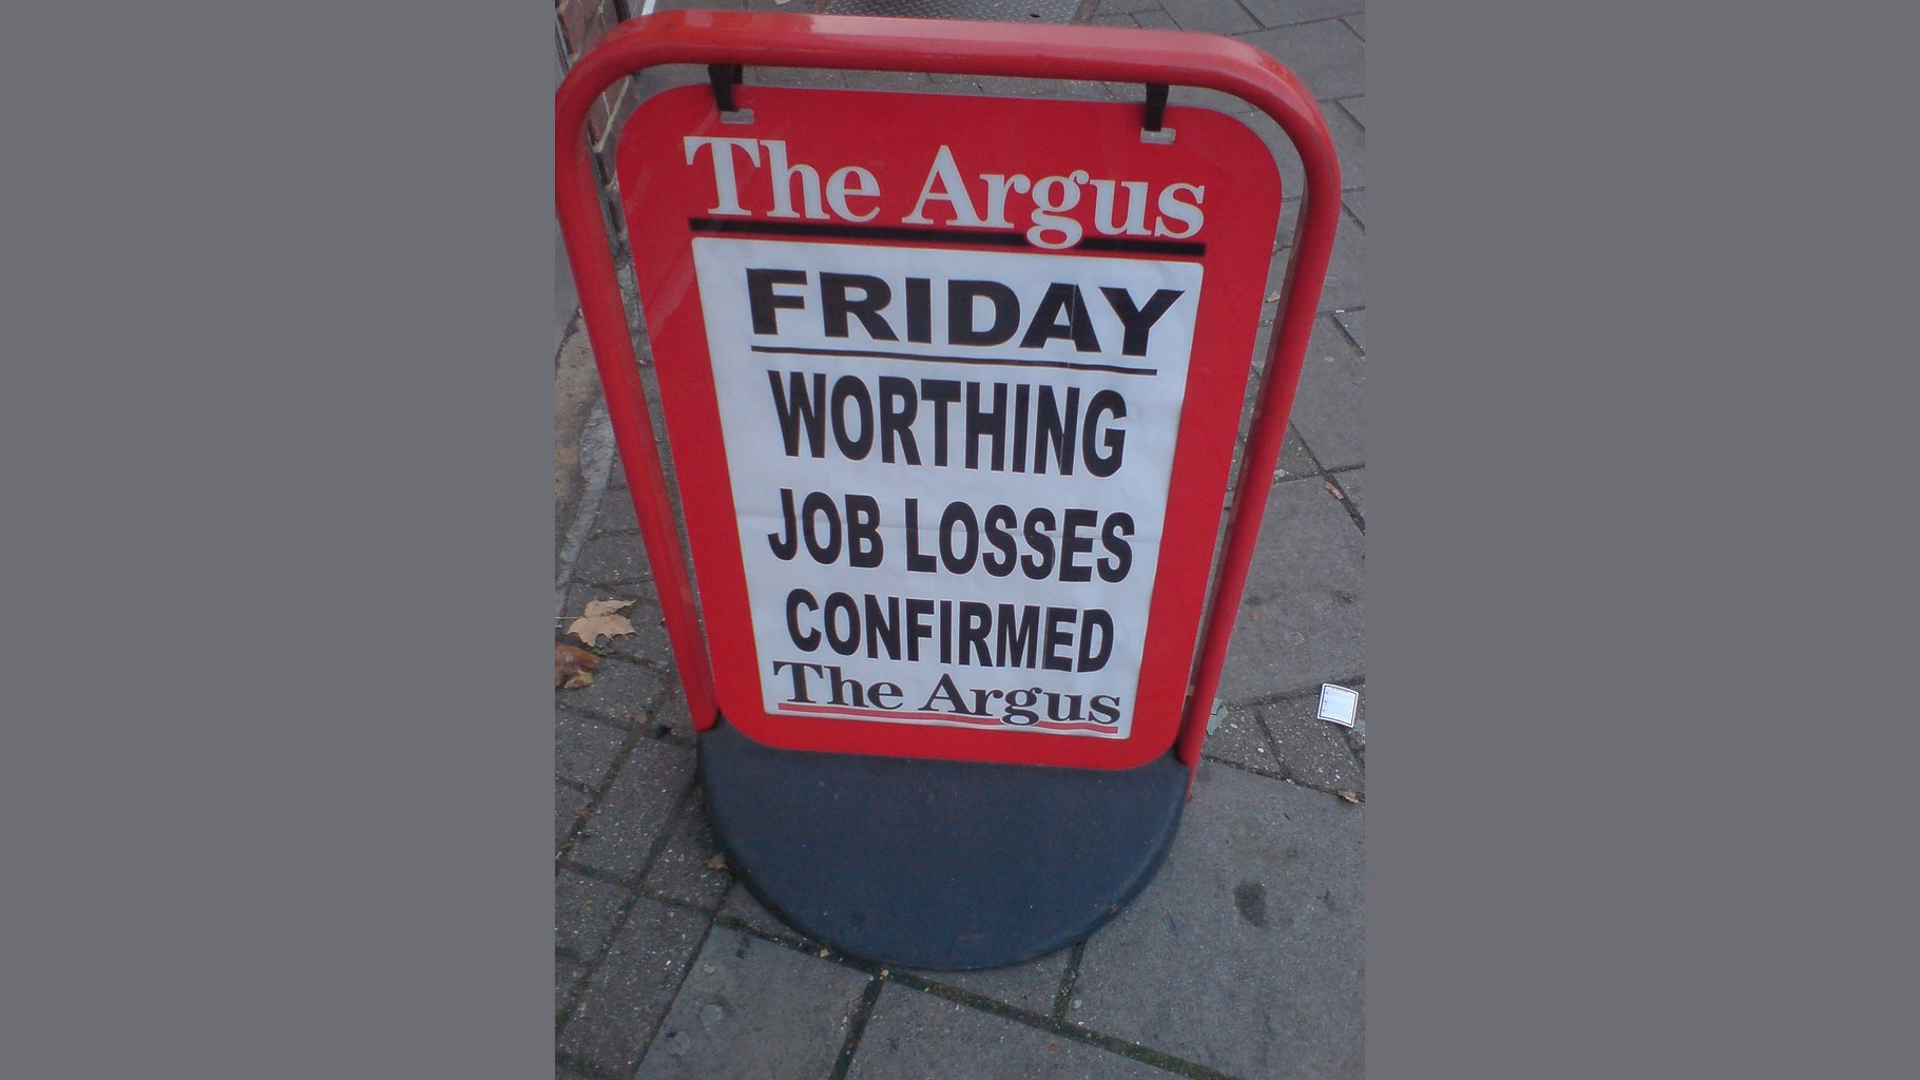 The Argus
FRIDAY
WORTHING
JOB LOSSES
CONFIRMED
The Argus